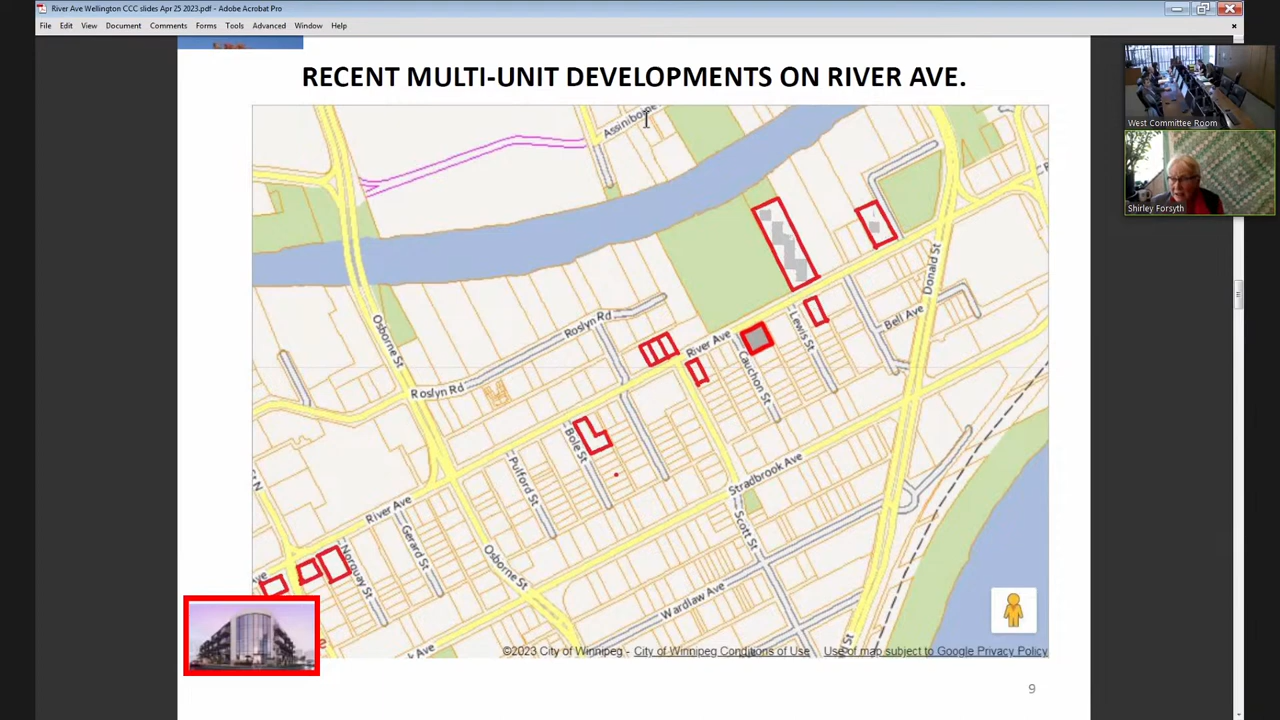 River Ave Wellington CCC slides Apr 25 2023.pdf - Adobe Acrobat Pro
File Edit View Document Comments Forms Tools Advanced Window Help
RECENT MULTI-UNIT DEVELOPMENTS ON RIVER AVE.
West Committee Room
Shirley Forsyth
Assiniboine
Osborne St
Roslyn Rd
Roslyn Rd
River Ave
Lewis St
Cauchon St
Bell Ave
Donald St
Bole St
Pulford St
Stradbrook Ave
Scott St
River Ave
Gerard St
Norquay St
Osborne St
Wardlaw Ave
St
©2023 City of Winnipeg - City of Winnipeg Conditions of Use Use of map subject to Google Privacy Policy
9